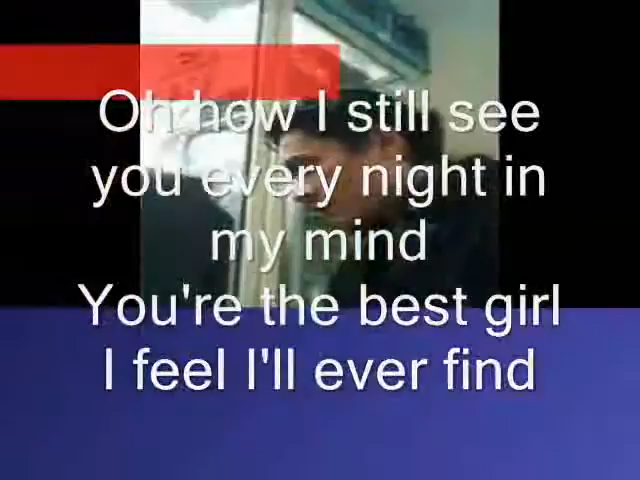 Oh how I still see
you every night in
my mind
You're the best girl
I feel I'll ever find